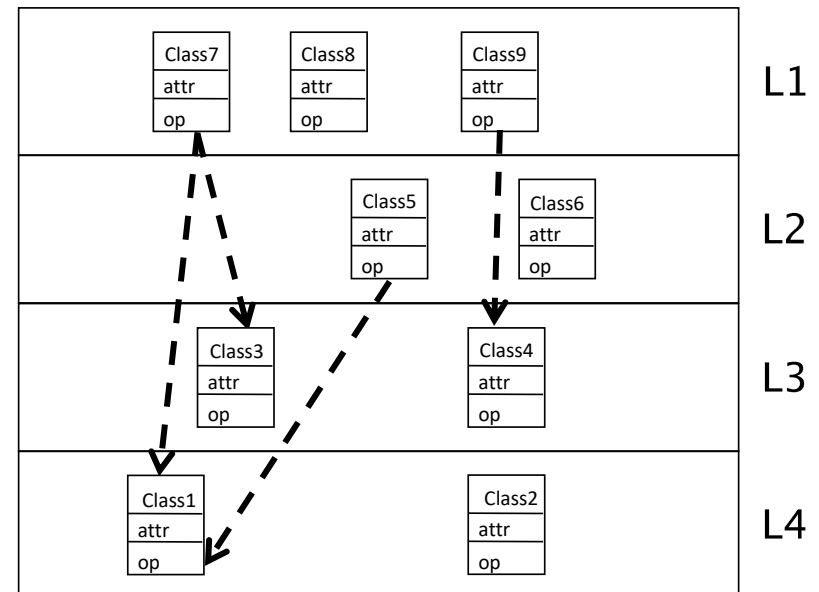 Class7
attr
op
Class8
attr
op
Class9
attr
op
L1
Class5
attr
op
Class6
attr
op
L2
Class3
attr
op
Class4
attr
op
L3
Class1
attr
op
Class2
attr
op
L4